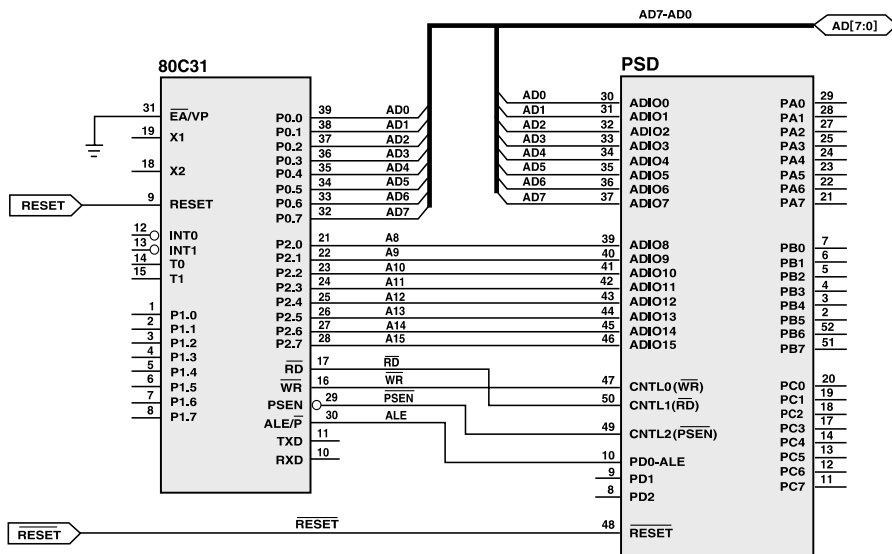 AD7-AD0
AD[7:0]
80C31
31 EA/VP
19 X1
18 X2
9 RESET
RESET
12 INT0
13 INT1
14 T0
15 T1
1 P1.0
2 P1.1
3 P1.2
4 P1.3
5 P1.4
6 P1.5
7 P1.6
8 P1.7
P0.0 39 AD0
P0.1 38 AD1
P0.2 37 AD2
P0.3 36 AD3
P0.4 35 AD4
P0.5 34 AD5
P0.6 33 AD6
P0.7 32 AD7
P2.0 21 A8
P2.1 22 A9
P2.2 23 A10
P2.3 24 A11
P2.4 25 A12
P2.5 26 A13
P2.6 27 A14
P2.7 28 A15
RD 17 RD
WR 16 WR
PSEN 29 PSEN
ALE/P 30 ALE
TXD 11
RXD 10
PSD
AD0 30 ADIO0
AD1 31 ADIO1
AD2 32 ADIO2
AD3 33 ADIO3
AD4 34 ADIO4
AD5 35 ADIO5
AD6 36 ADIO6
AD7 37 ADIO7
39 ADIO8
40 ADIO9
41 ADIO10
42 ADIO11
43 ADIO12
44 ADIO13
45 ADIO14
46 ADIO15
47 CNTL0(WR)
50 CNTL1(RD)
49 CNTL2(PSEN)
10 PD0-ALE
9 PD1
8 PD2
48 RESET
PA0 29
PA1 28
PA2 27
PA3 25
PA4 24
PA5 23
PA6 22
PA7 21
PB0 7
PB1 6
PB2 5
PB3 4
PB4 3
PB5 2
PB6 52
PB7 51
PC0 20
PC1 19
PC2 18
PC3 17
PC4 14
PC5 13
PC6 12
PC7 11
RESET
RESET